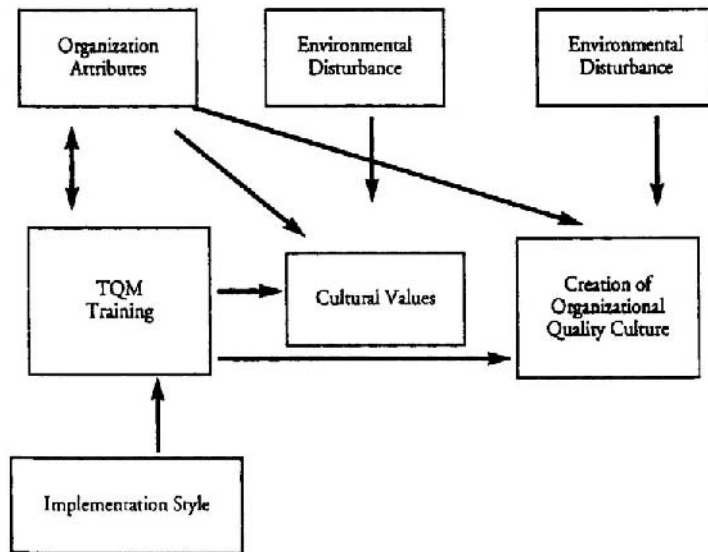 Organization
Attributes
Environmental
Disturbance
Environmental
Disturbance
TQM
Training
Cultural Values
Creation of
Organizational
Quality Culture
Implementation Style